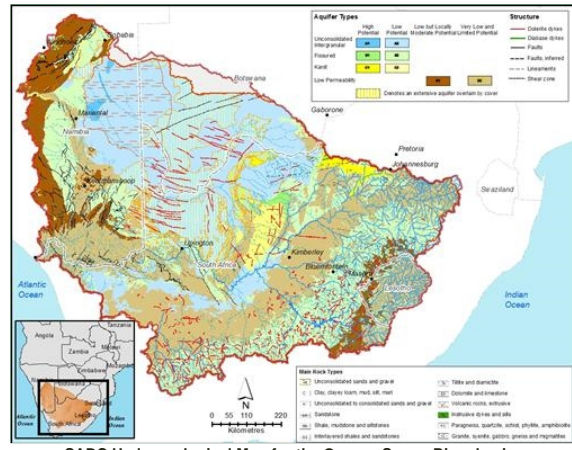 Aquifer Types
High Potential
Low Potential
Low but Locally Moderate Potential
Very Low and Limited Potential
Unconsolidated Intergranular
Fissured
Karst
Low Permeability
Denotes an extensive aquifer overlain by cover
Structure
Dolerite dykes
Diabase dykes
Faults
Faults, inferred
Lineaments
Shear zone
Botswana
Gaborone
Mariental
Namibia
Pretoria
Johannesburg
Swaziland
Upington
South Africa
Kimberley
Bloemfontein
Maseru
Lesotho
Atlantic Ocean
Indian Ocean
N
220 110 0 220
Kilometres
Angola
Zambia
Zimbabwe
Tanzania
Malawi
Botswana
South Africa
Lesotho
Atlantic Ocean
Indian Ocean
Main Rock Types
Unconsolidated sands and gravel
Clay, clayey loam, mud, silt, marl
Unconsolidated to consolidated sands and gravel
Sandstone
Shale, mudstone and siltstone
Interlayered shales and sandstones
Tillite and diamictite
Dolomite and limestone
Volcanic rocks, extrusive
Intrusive dykes and sills
Paragneiss, quartzite, schist, phyllite, amphibolite
Granite, syenite, gabbro, gneiss and migmatites